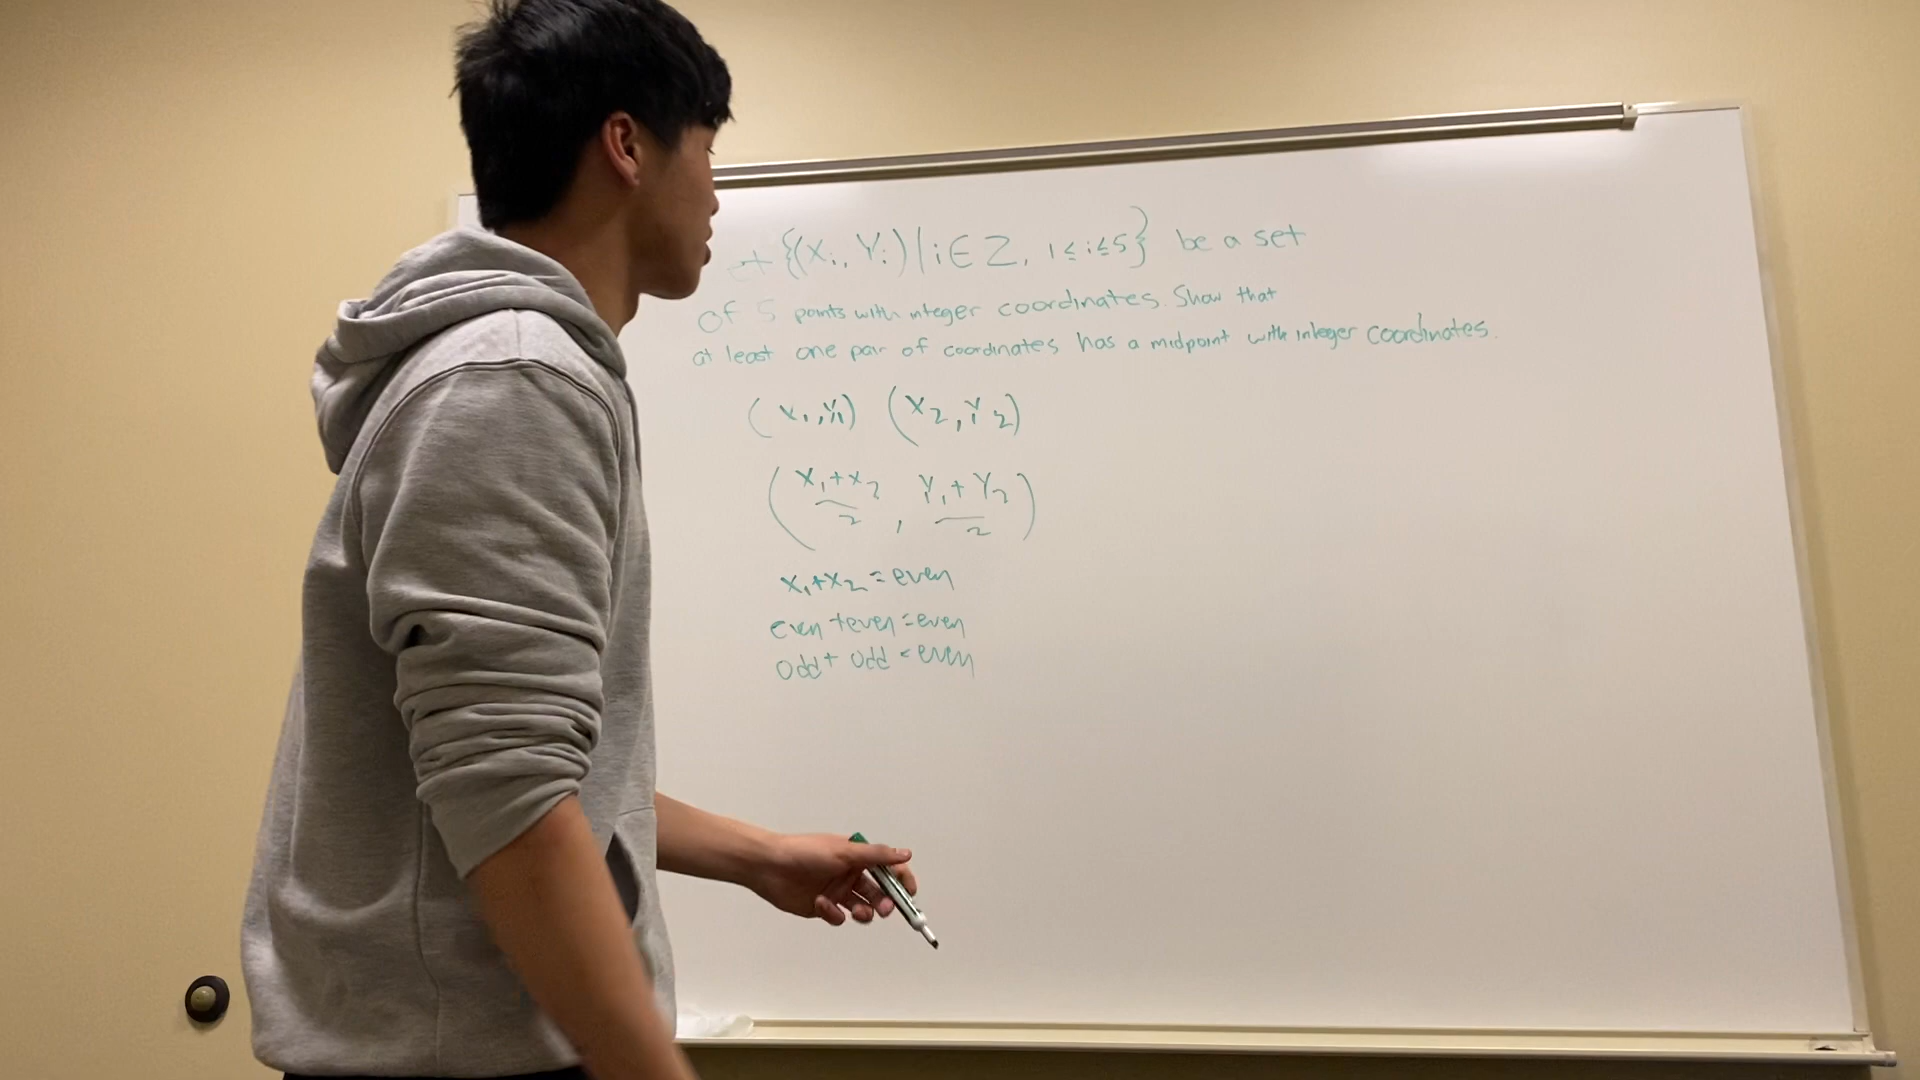 et {(Xi, Yi) | i ∈ Z, 1 ≤ i ≤ 5} be a set
of 5 points with integer coordinates. Show that
at least one pair of coordinates has a midpoint with integer coordinates.
(X1, Y1) (X2, Y2)
(X1+X2/2, Y1+Y2/2)
X1+X2 = even
even + even = even
odd + odd = even